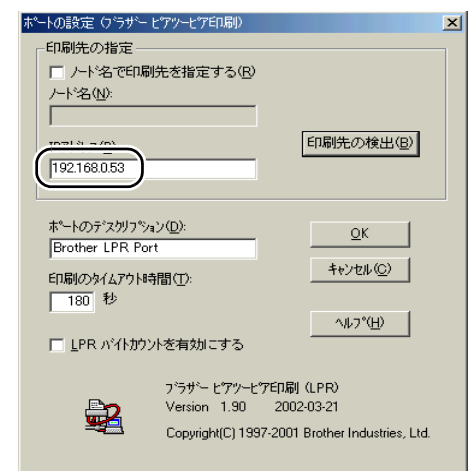 ポートの設定 (ブラザー ピアツーピア印刷)
印刷先の指定
ノード名で印刷先を指定する(R)
ノード名(N):
印刷先の検出(B)
192.168.0.53
ポートのデスクリプション(D):
Brother LPR Port
OK
キャンセル(C)
印刷のタイムアウト時間(T):
180 秒
ヘルプ(H)
LPR バイトカウントを有効にする
ブラザー ピアツーピア印刷 (LPR)
Version 1.90 2002-03-21
Copyright(C) 1997-2001 Brother Industries, Ltd.